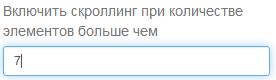 Включить скроллинг при количестве
элементов больше чем
7